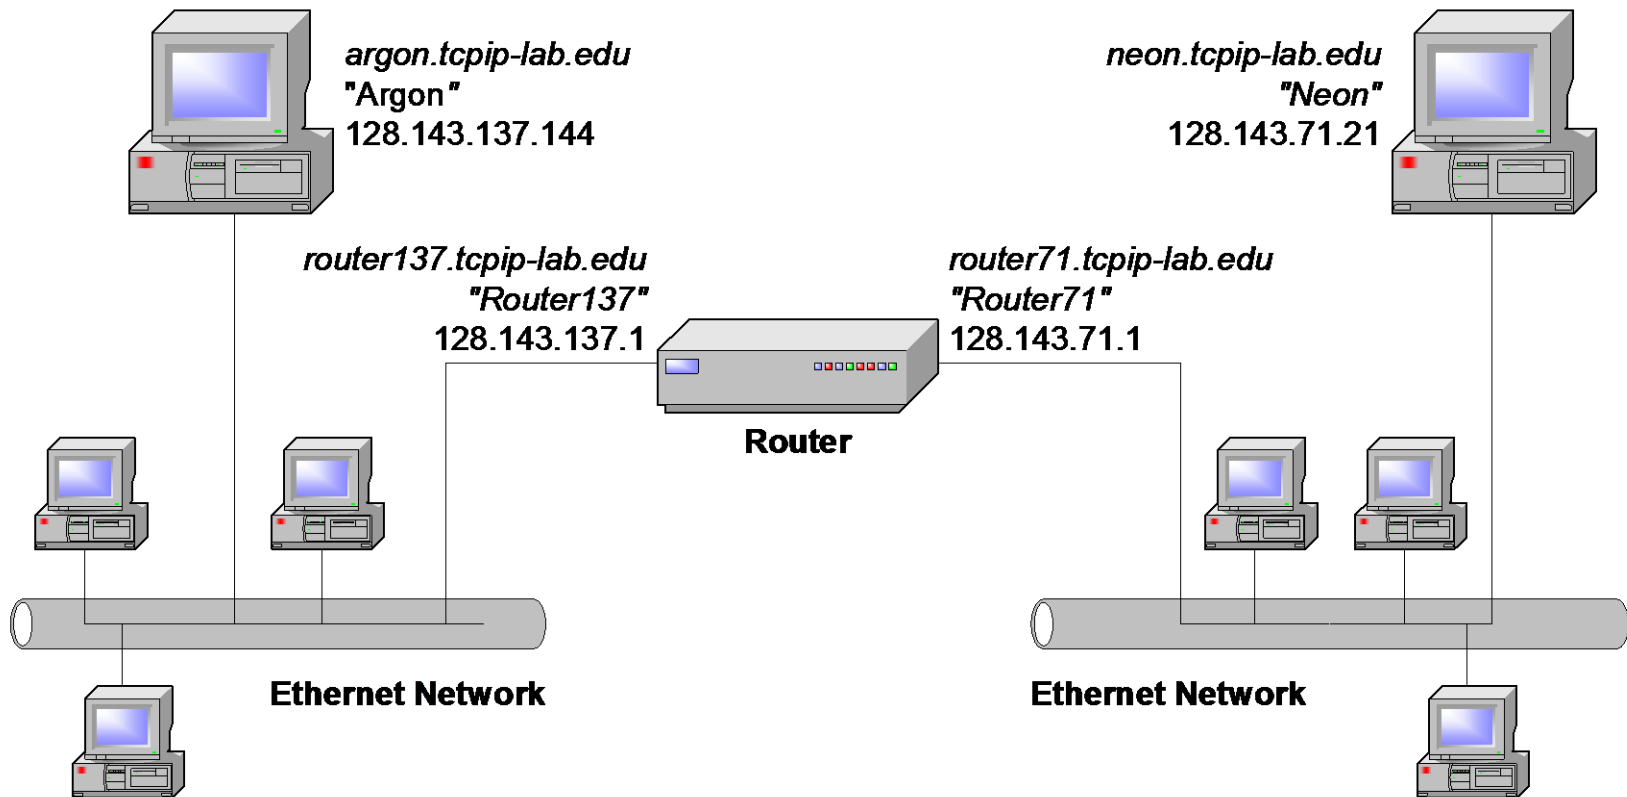 argon.tcpip-lab.edu
"Argon"
128.143.137.144
neon.tcpip-lab.edu
"Neon"
128.143.71.21
router137.tcpip-lab.edu
"Router137"
128.143.137.1
router71.tcpip-lab.edu
"Router71"
128.143.71.1
Router
Ethernet Network
Ethernet Network